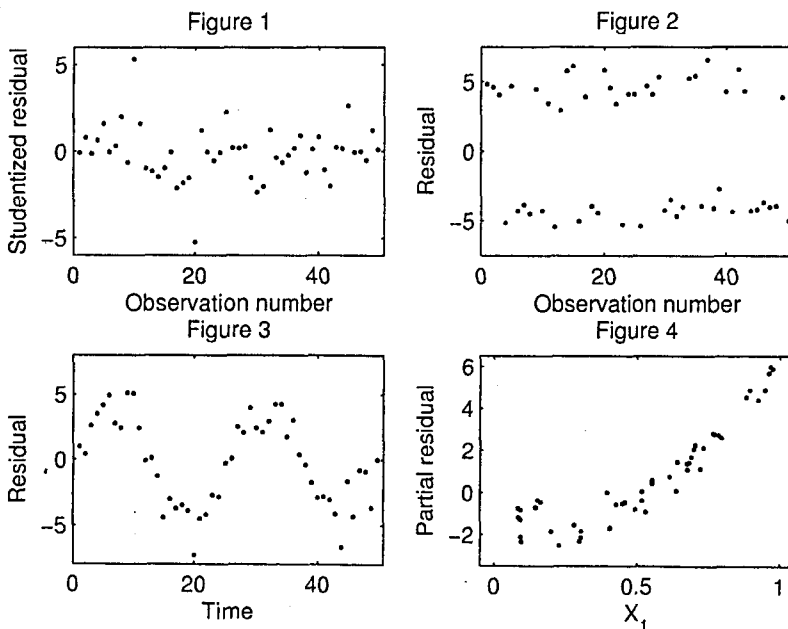 Figure 1
Studentized residual
5
0
−5
0
20
40
Observation number
Figure 2
Residual
5
0
−5
0
20
40
Observation number
Figure 3
Residual
5
0
−5
0
20
40
Time
Figure 4
Partial residual
6
4
2
0
−2
0
0.5
1
X₁